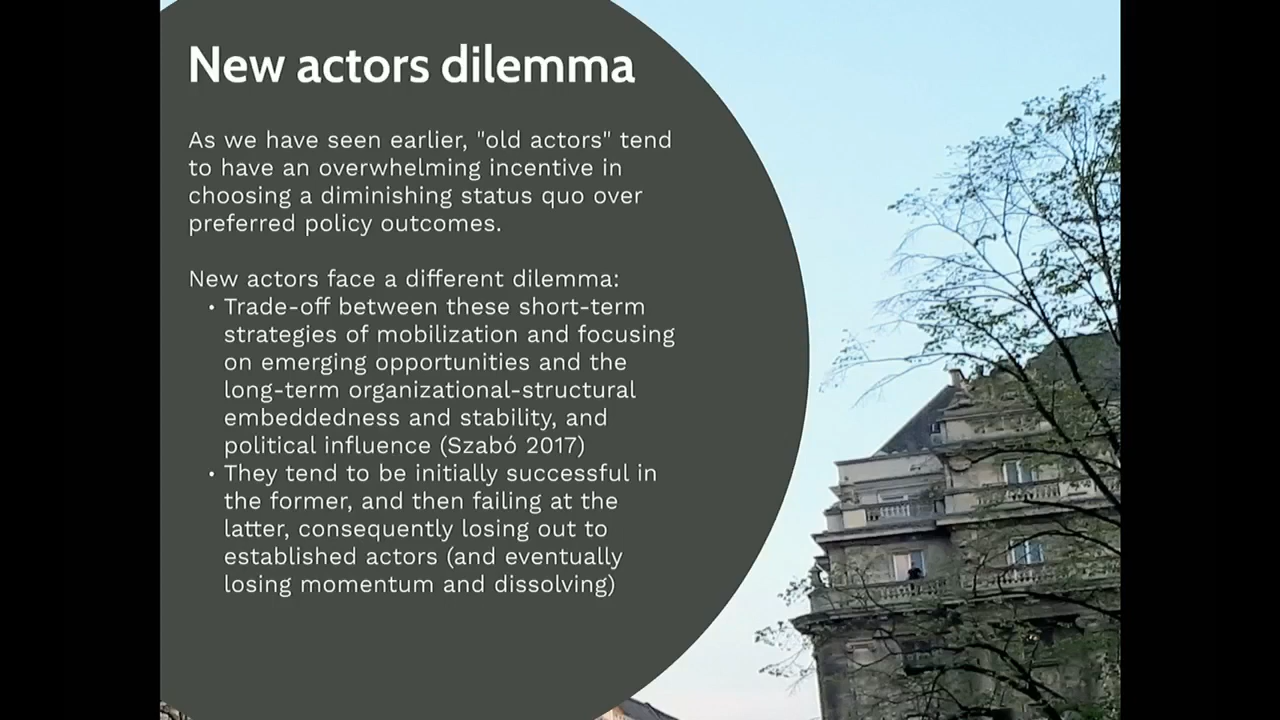 New actors dilemma
As we have seen earlier, "old actors" tend
to have an overwhelming incentive in
choosing a diminishing status quo over
preferred policy outcomes.
New actors face a different dilemma:
• Trade-off between these short-term
strategies of mobilization and focusing
on emerging opportunities and the
long-term organizational-structural
embeddedness and stability, and
political influence (Szabó 2017)
• They tend to be initially successful in
the former, and then failing at the
latter, consequently losing out to
established actors (and eventually
losing momentum and dissolving)